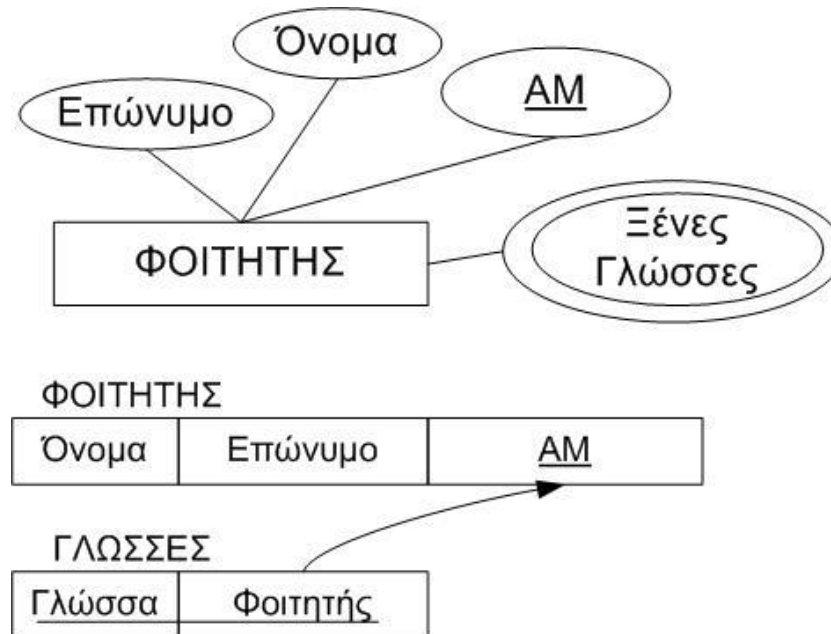 Όνομα
ΑΜ
Επώνυμο
Ξένες
Γλώσσες
ΦΟΙΤΗΤΗΣ
ΦΟΙΤΗΤΗΣ
Όνομα Επώνυμο ΑΜ
ΓΛΩΣΣΕΣ
Γλώσσα Φοιτητής